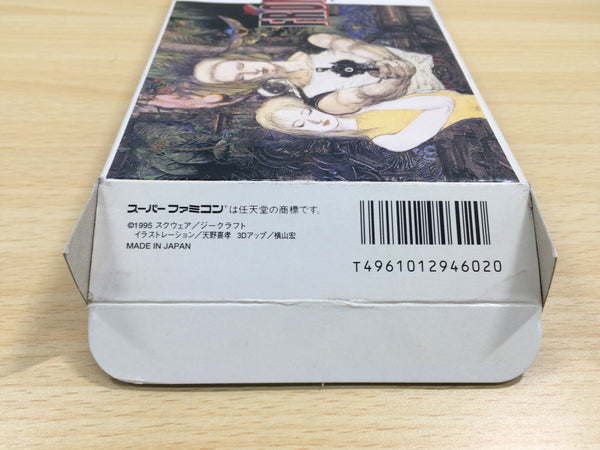 スーパーファミコン®は任天堂の商標です。
©1995 スクウェア/ジークラフト
イラストレーション/天野喜孝 3Dアップ/横山宏
MADE IN JAPAN
T4961012946020